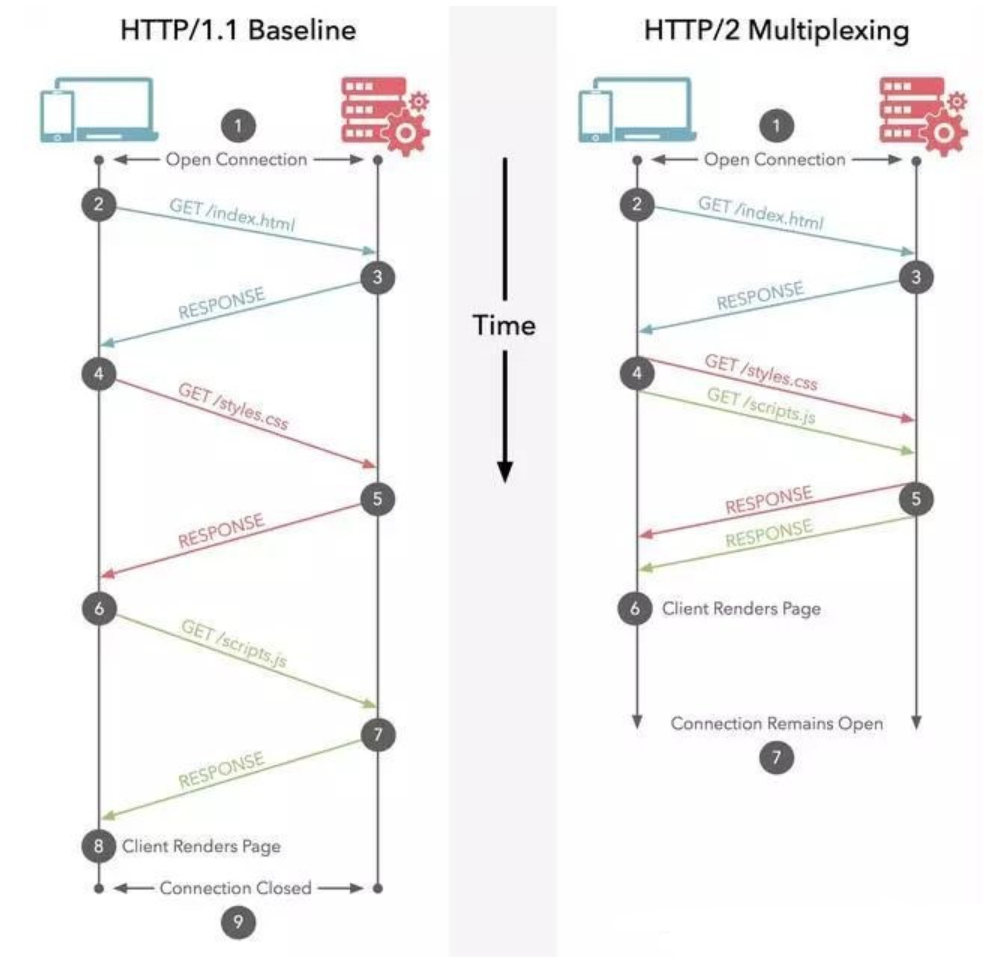 HTTP/1.1 Baseline
1
Open Connection
2
GET /index.html
3
RESPONSE
4
GET /styles.css
5
RESPONSE
6
GET /scripts.js
7
RESPONSE
8 Client Renders Page
Connection Closed
9
Time
HTTP/2 Multiplexing
1
Open Connection
2
GET /index.html
3
RESPONSE
4
GET /styles.css
GET /scripts.js
5
RESPONSE
RESPONSE
6 Client Renders Page
Connection Remains Open
7